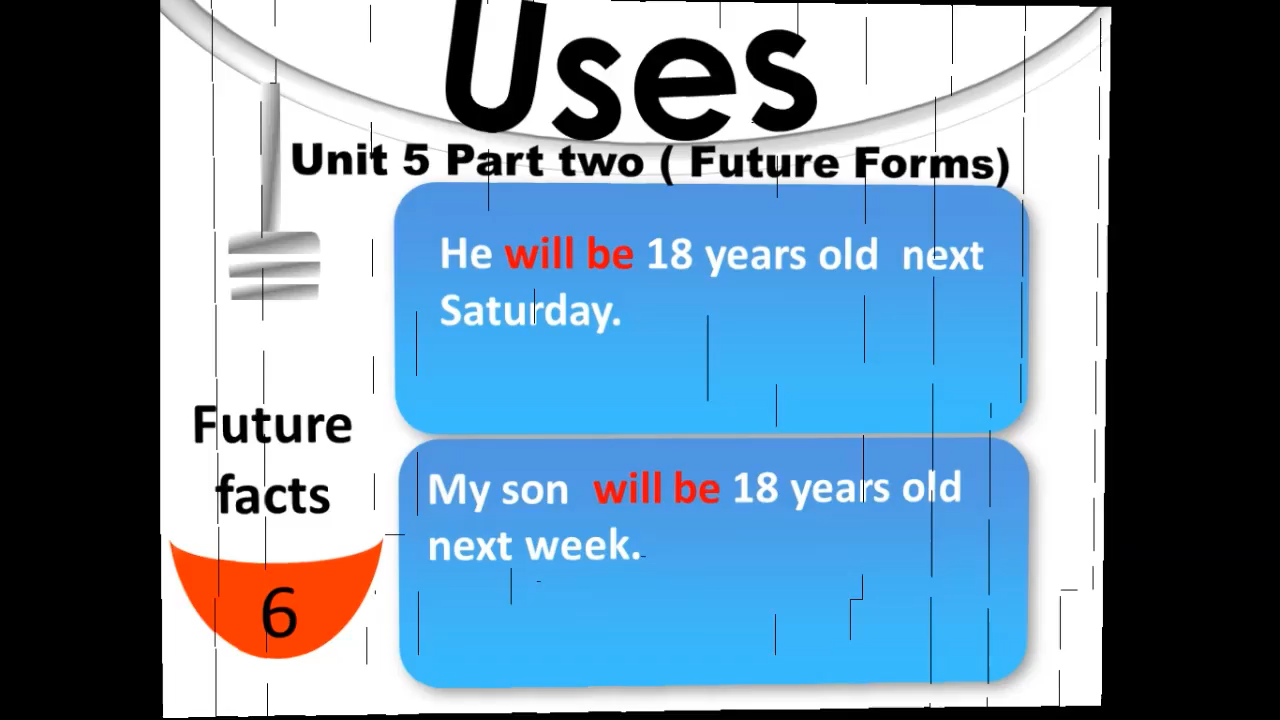 Uses
Unit 5 Part two ( Future Forms)
He will be 18 years old next
Saturday.
Future
facts
6
My son will be 18 years old
next week.